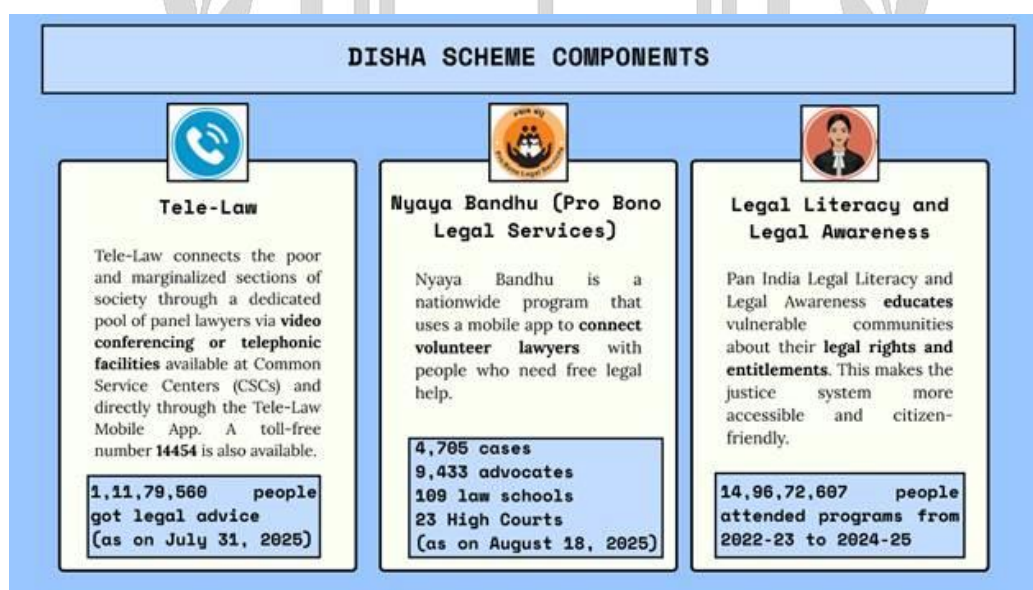 DISHA SCHEME COMPONENTS
Tele-Law
Tele-Law connects the poor
and marginalized sections of
society through a dedicated
pool of panel lawyers via video
conferencing or telephonic
facilities available at Common
Service Centers (CSCs) and
directly through the Tele-Law
Mobile App. A toll-free
number 14454 is also available.
1,11,79,560 people
got legal advice
(as on July 31, 2025)
Pro Bono Legal Services
Nyaya Bandhu (Pro Bono
Legal Services)
Nyaya Bandhu is a
nationwide program that
uses a mobile app to connect
volunteer lawyers with
people who need free legal
help.
4,705 cases
9,433 advocates
109 law schools
23 High Courts
(as on August 18, 2025)
Legal Literacy and
Legal Awareness
Pan India Legal Literacy and
Legal Awareness educates
vulnerable communities
about their legal rights and
entitlements. This makes the
justice system more
accessible and citizen-
friendly.
14,96,72,607 people
attended programs from
2022-23 to 2024-25